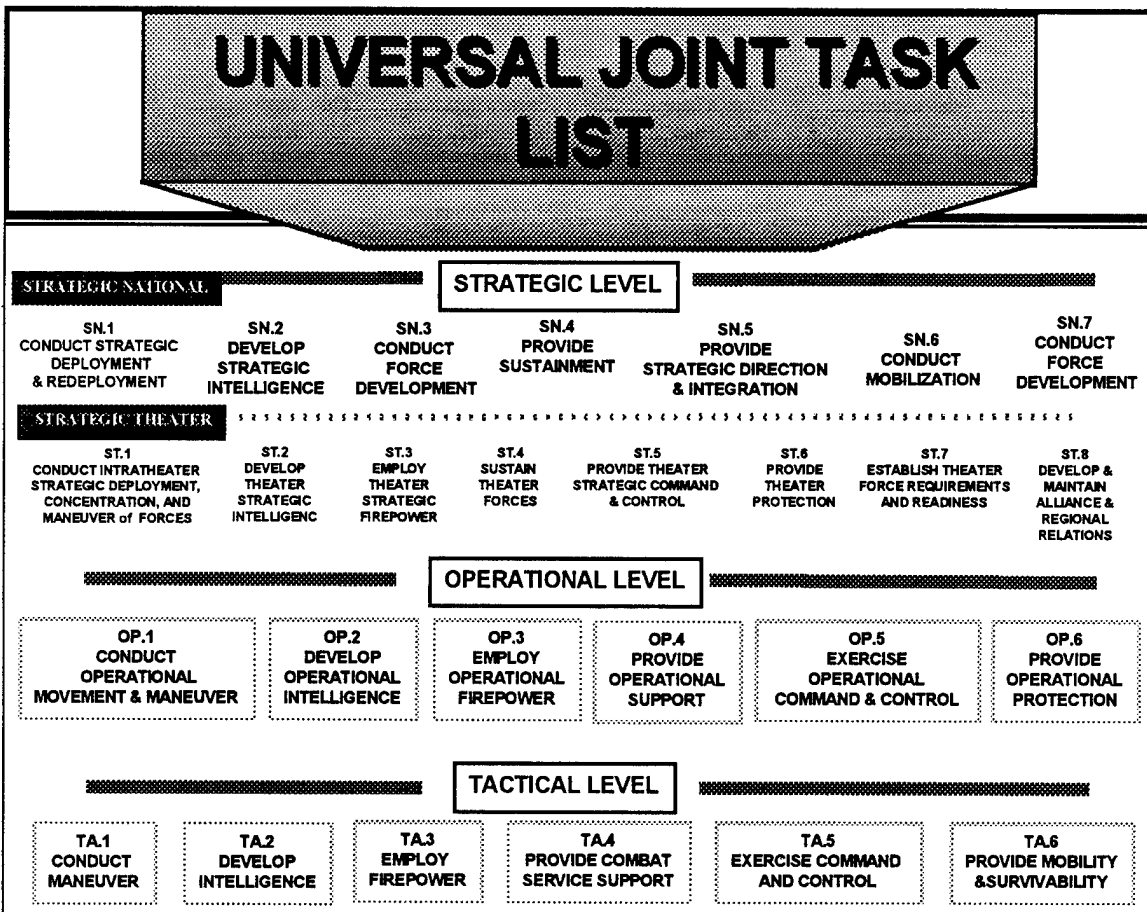 UNIVERSAL JOINT TASK
LIST
STRATEGIC LEVEL
STRATEGIC NATIONAL
SN.1
CONDUCT STRATEGIC
DEPLOYMENT
& REDEPLOYMENT
SN.2
DEVELOP
STRATEGIC
INTELLIGENCE
SN.3
CONDUCT
FORCE
DEVELOPMENT
SN.4
PROVIDE
SUSTAINMENT
SN.5
PROVIDE
STRATEGIC DIRECTION
& INTEGRATION
SN.6
CONDUCT
MOBILIZATION
SN.7
CONDUCT
FORCE
DEVELOPMENT
STRATEGIC THEATER
ST.1
CONDUCT INTRATHEATER
STRATEGIC DEPLOYMENT,
CONCENTRATION, AND
MANEUVER of FORCES
ST.2
DEVELOP
THEATER
STRATEGIC
INTELLIGENC
ST.3
EMPLOY
THEATER
STRATEGIC
FIREPOWER
ST.4
SUSTAIN
THEATER
FORCES
ST.5
PROVIDE THEATER
STRATEGIC COMMAND
& CONTROL
ST.6
PROVIDE
THEATER
PROTECTION
ST.7
ESTABLISH THEATER
FORCE REQUIREMENTS
AND READINESS
ST.8
DEVELOP &
MAINTAIN
ALLIANCE &
REGIONAL
RELATIONS
OPERATIONAL LEVEL
OP.1
CONDUCT
OPERATIONAL
MOVEMENT & MANEUVER
OP.2
DEVELOP
OPERATIONAL
INTELLIGENCE
OP.3
EMPLOY
OPERATIONAL
FIREPOWER
OP.4
PROVIDE
OPERATIONAL
SUPPORT
OP.5
EXERCISE
OPERATIONAL
COMMAND & CONTROL
OP.6
PROVIDE
OPERATIONAL
PROTECTION
TACTICAL LEVEL
TA.1
CONDUCT
MANEUVER
TA.2
DEVELOP
INTELLIGENCE
TA.3
EMPLOY
FIREPOWER
TA.4
PROVIDE COMBAT
SERVICE SUPPORT
TA.5
EXERCISE COMMAND
AND CONTROL
TA.6
PROVIDE MOBILITY
&SURVIVABILITY